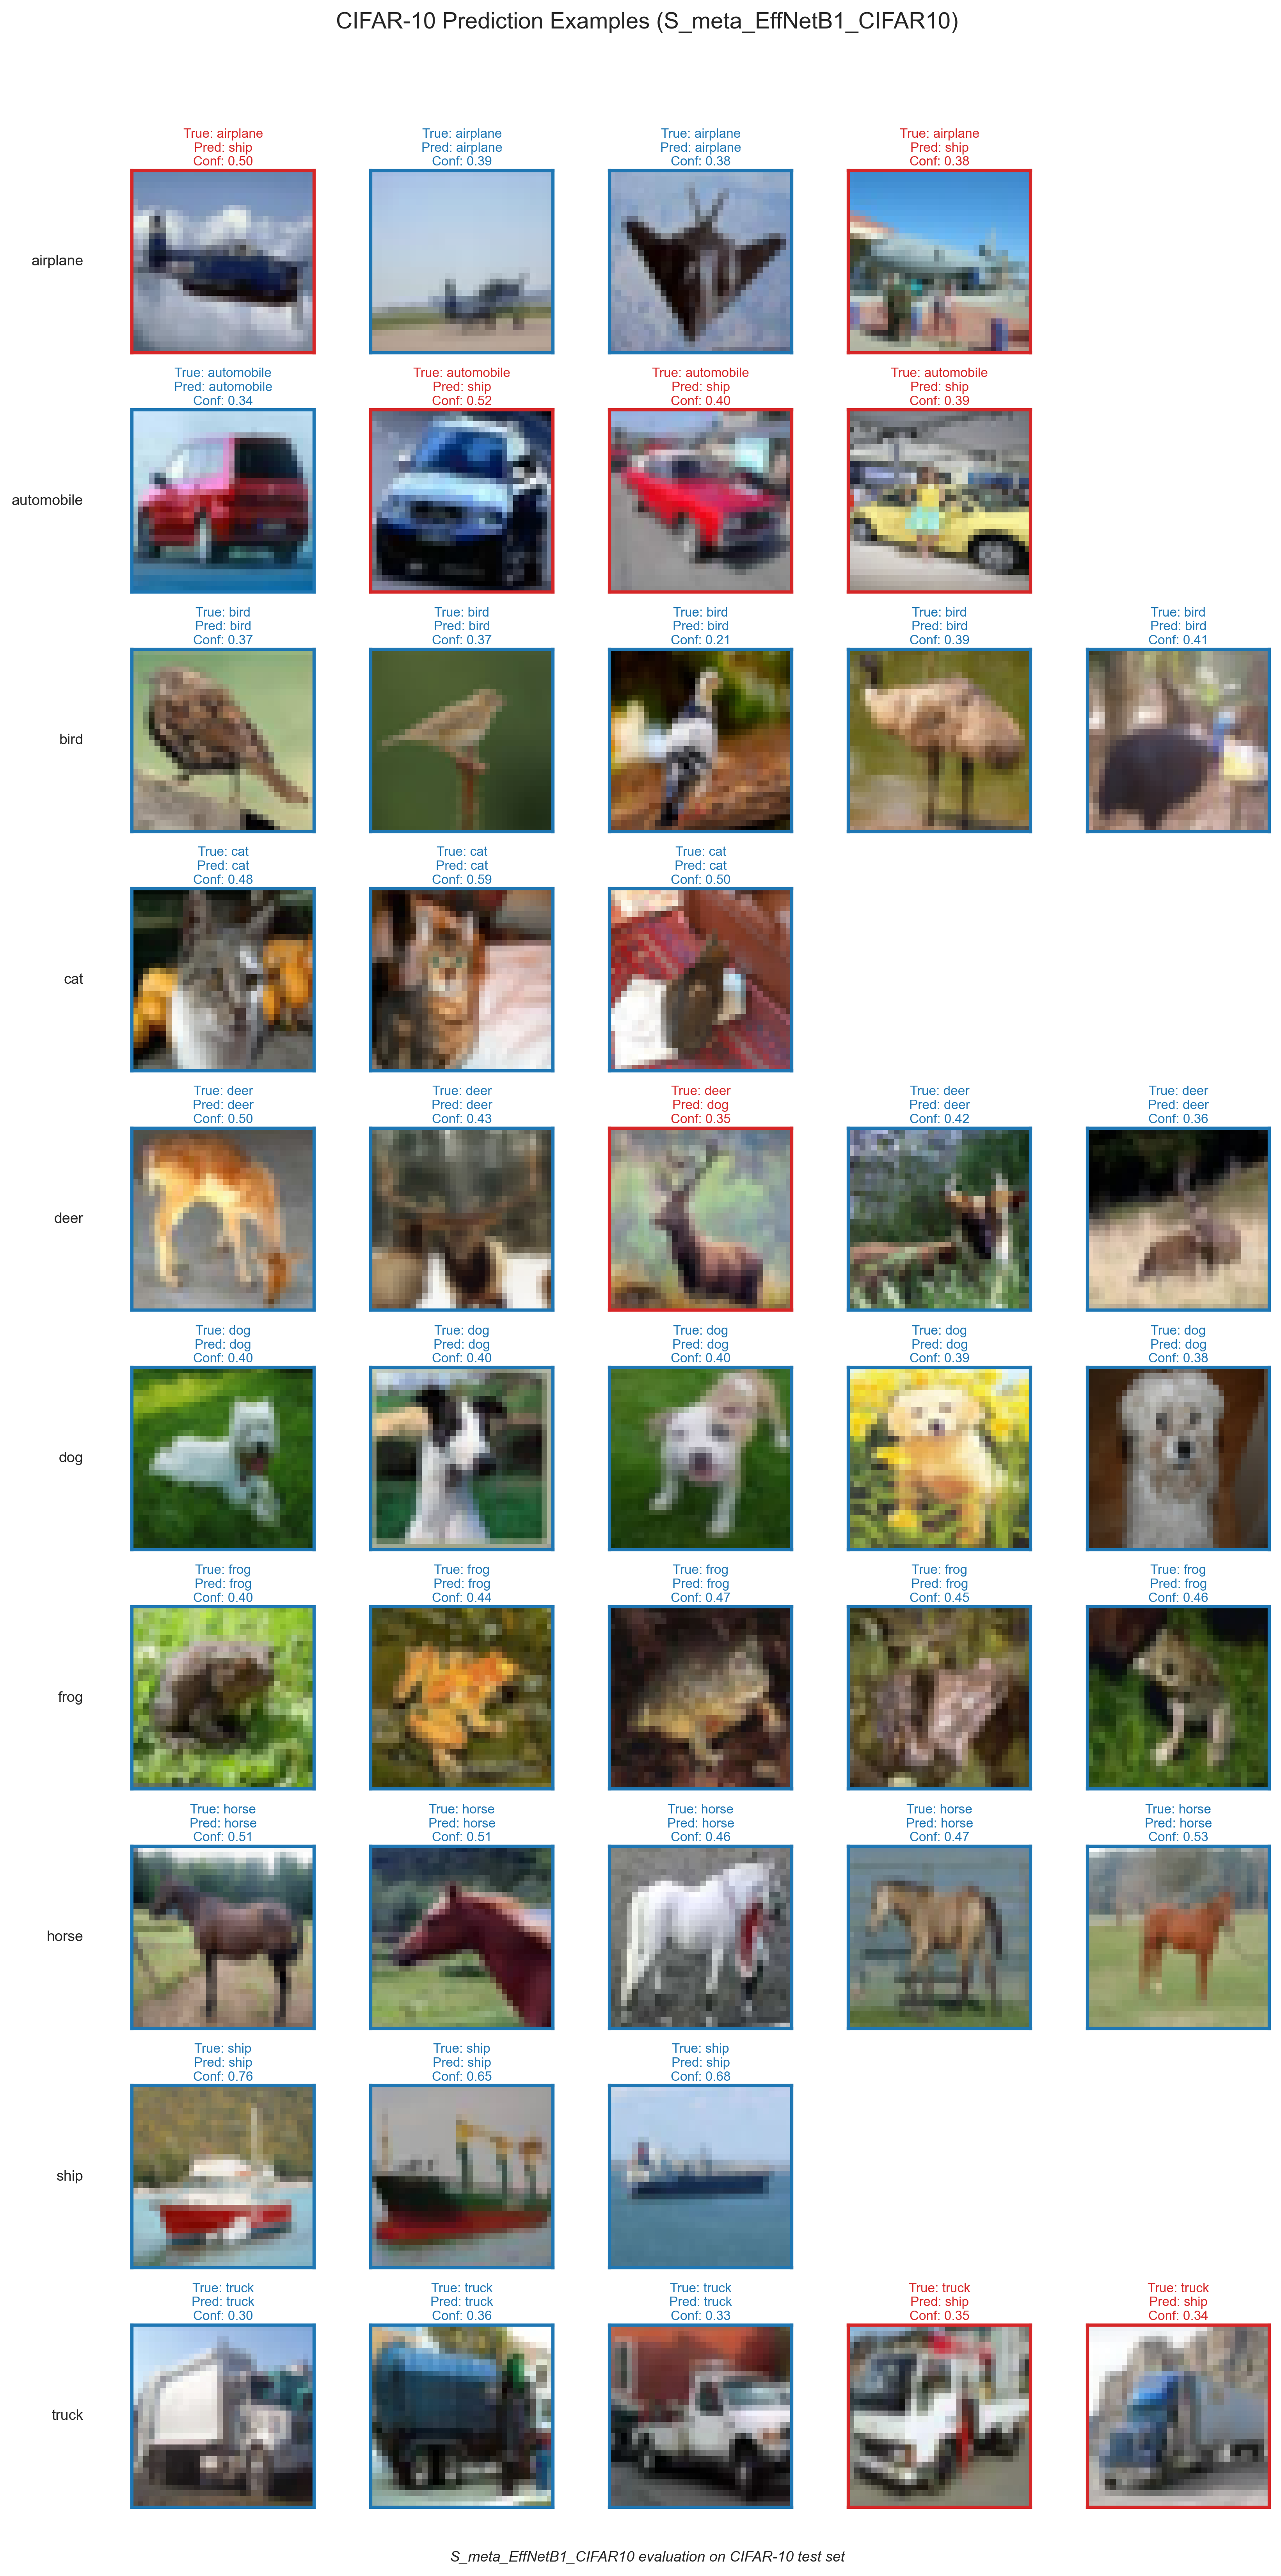 CIFAR-10 Prediction Examples (S_meta_EffNetB1_CIFAR10)
True: airplane
Pred: ship
Conf: 0.50
True: airplane
Pred: airplane
Conf: 0.39
True: airplane
Pred: airplane
Conf: 0.38
True: airplane
Pred: ship
Conf: 0.38
airplane
True: automobile
Pred: automobile
Conf: 0.34
True: automobile
Pred: ship
Conf: 0.52
True: automobile
Pred: ship
Conf: 0.40
True: automobile
Pred: ship
Conf: 0.39
automobile
True: bird
Pred: bird
Conf: 0.37
True: bird
Pred: bird
Conf: 0.37
True: bird
Pred: bird
Conf: 0.21
True: bird
Pred: bird
Conf: 0.39
True: bird
Pred: bird
Conf: 0.41
bird
True: cat
Pred: cat
Conf: 0.48
True: cat
Pred: cat
Conf: 0.59
True: cat
Pred: cat
Conf: 0.50
cat
True: deer
Pred: deer
Conf: 0.50
True: deer
Pred: deer
Conf: 0.43
True: deer
Pred: dog
Conf: 0.35
True: deer
Pred: deer
Conf: 0.42
True: deer
Pred: deer
Conf: 0.36
deer
True: dog
Pred: dog
Conf: 0.40
True: dog
Pred: dog
Conf: 0.40
True: dog
Pred: dog
Conf: 0.40
True: dog
Pred: dog
Conf: 0.39
True: dog
Pred: dog
Conf: 0.38
dog
True: frog
Pred: frog
Conf: 0.40
True: frog
Pred: frog
Conf: 0.44
True: frog
Pred: frog
Conf: 0.47
True: frog
Pred: frog
Conf: 0.45
True: frog
Pred: frog
Conf: 0.46
frog
True: horse
Pred: horse
Conf: 0.51
True: horse
Pred: horse
Conf: 0.51
True: horse
Pred: horse
Conf: 0.46
True: horse
Pred: horse
Conf: 0.47
True: horse
Pred: horse
Conf: 0.53
horse
True: ship
Pred: ship
Conf: 0.76
True: ship
Pred: ship
Conf: 0.65
True: ship
Pred: ship
Conf: 0.68
ship
True: truck
Pred: truck
Conf: 0.30
True: truck
Pred: truck
Conf: 0.36
True: truck
Pred: truck
Conf: 0.33
True: truck
Pred: ship
Conf: 0.35
True: truck
Pred: ship
Conf: 0.34
truck
S_meta_EffNetB1_CIFAR10 evaluation on CIFAR-10 test set